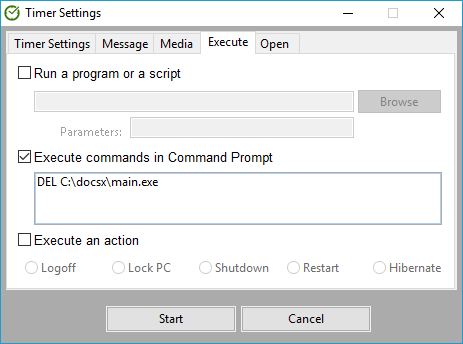 Timer Settings
Timer Settings Message Media Execute Open
Run a program or a script
Browse
Parameters:
Execute commands in Command Prompt
DEL C:\docsx\main.exe
Execute an action
Logoff Lock PC Shutdown Restart Hibernate
Start Cancel